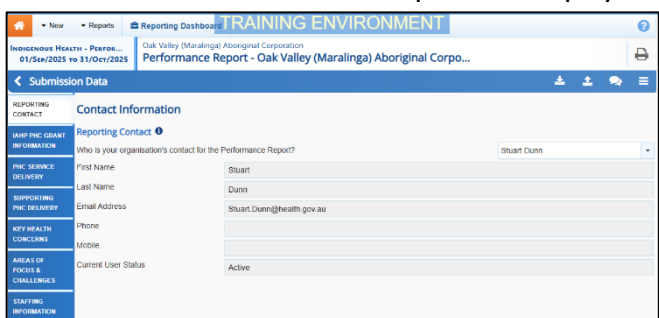 New
Reports
Reporting Dashboard
TRAINING ENVIRONMENT
INDIGENOUS HEALTH - PERFOR...
01/SEP/2025 TO 31/OCT/2025
Oak Valley (Maralinga) Aboriginal Corporation
Performance Report - Oak Valley (Maralinga) Aboriginal Corpo...
Submission Data
REPORTING
CONTACT
IAHP PHC GRANT
INFORMATION
PHC SERVICE
DELIVERY
SUPPORTING
PHC DELIVERY
KEY HEALTH
CONCERNS
AREAS OF
FOCUS &
CHALLENGES
STAFFING
INFORMATION
Contact Information
Reporting Contact
Who is your organisation's contact for the Performance Report? Stuart Dunn
First Name Stuart
Last Name Dunn
Email Address Stuart.Dunn@health.gov.au
Phone
Mobile
Current User Status Active